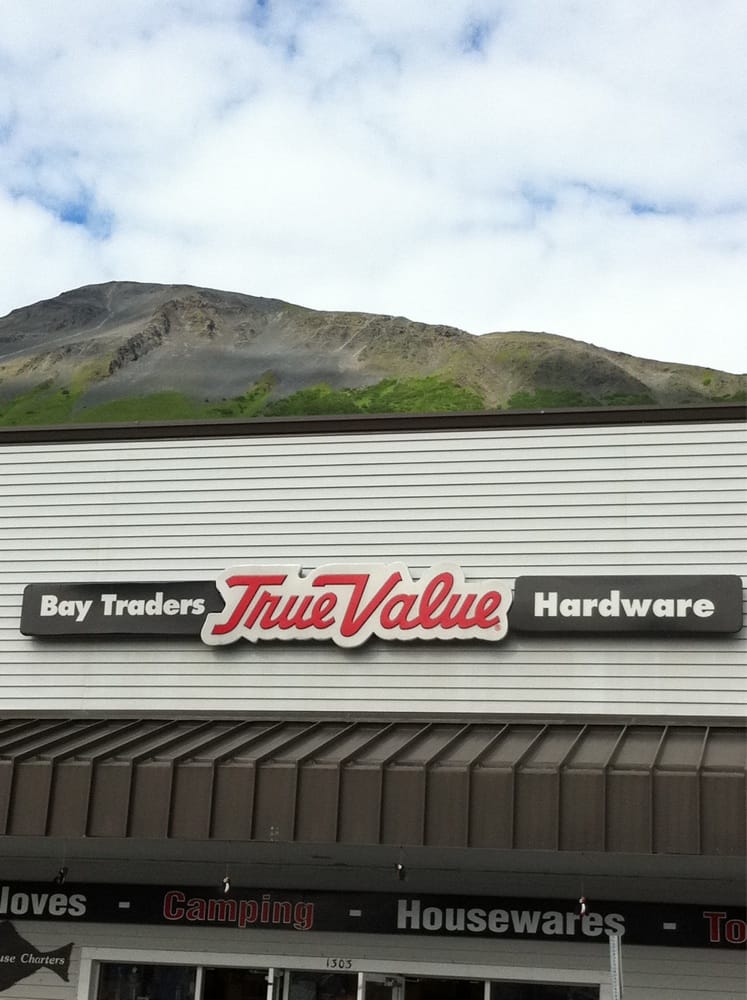 Bay Traders True Value® Hardware
loves - Camping - Housewares - To
use Charters
1303